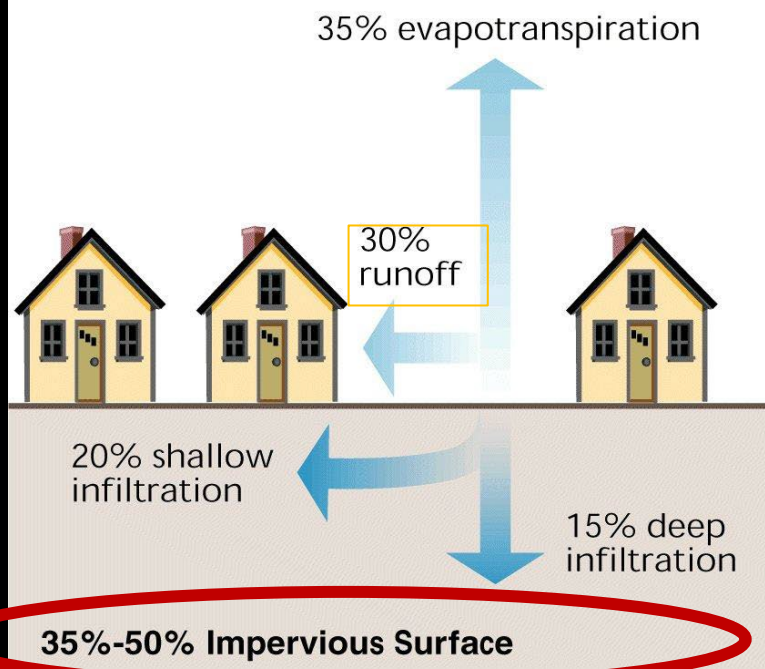 35% evapotranspiration
30%
runoff
20% shallow
infiltration
15% deep
infiltration
35%-50% Impervious Surface